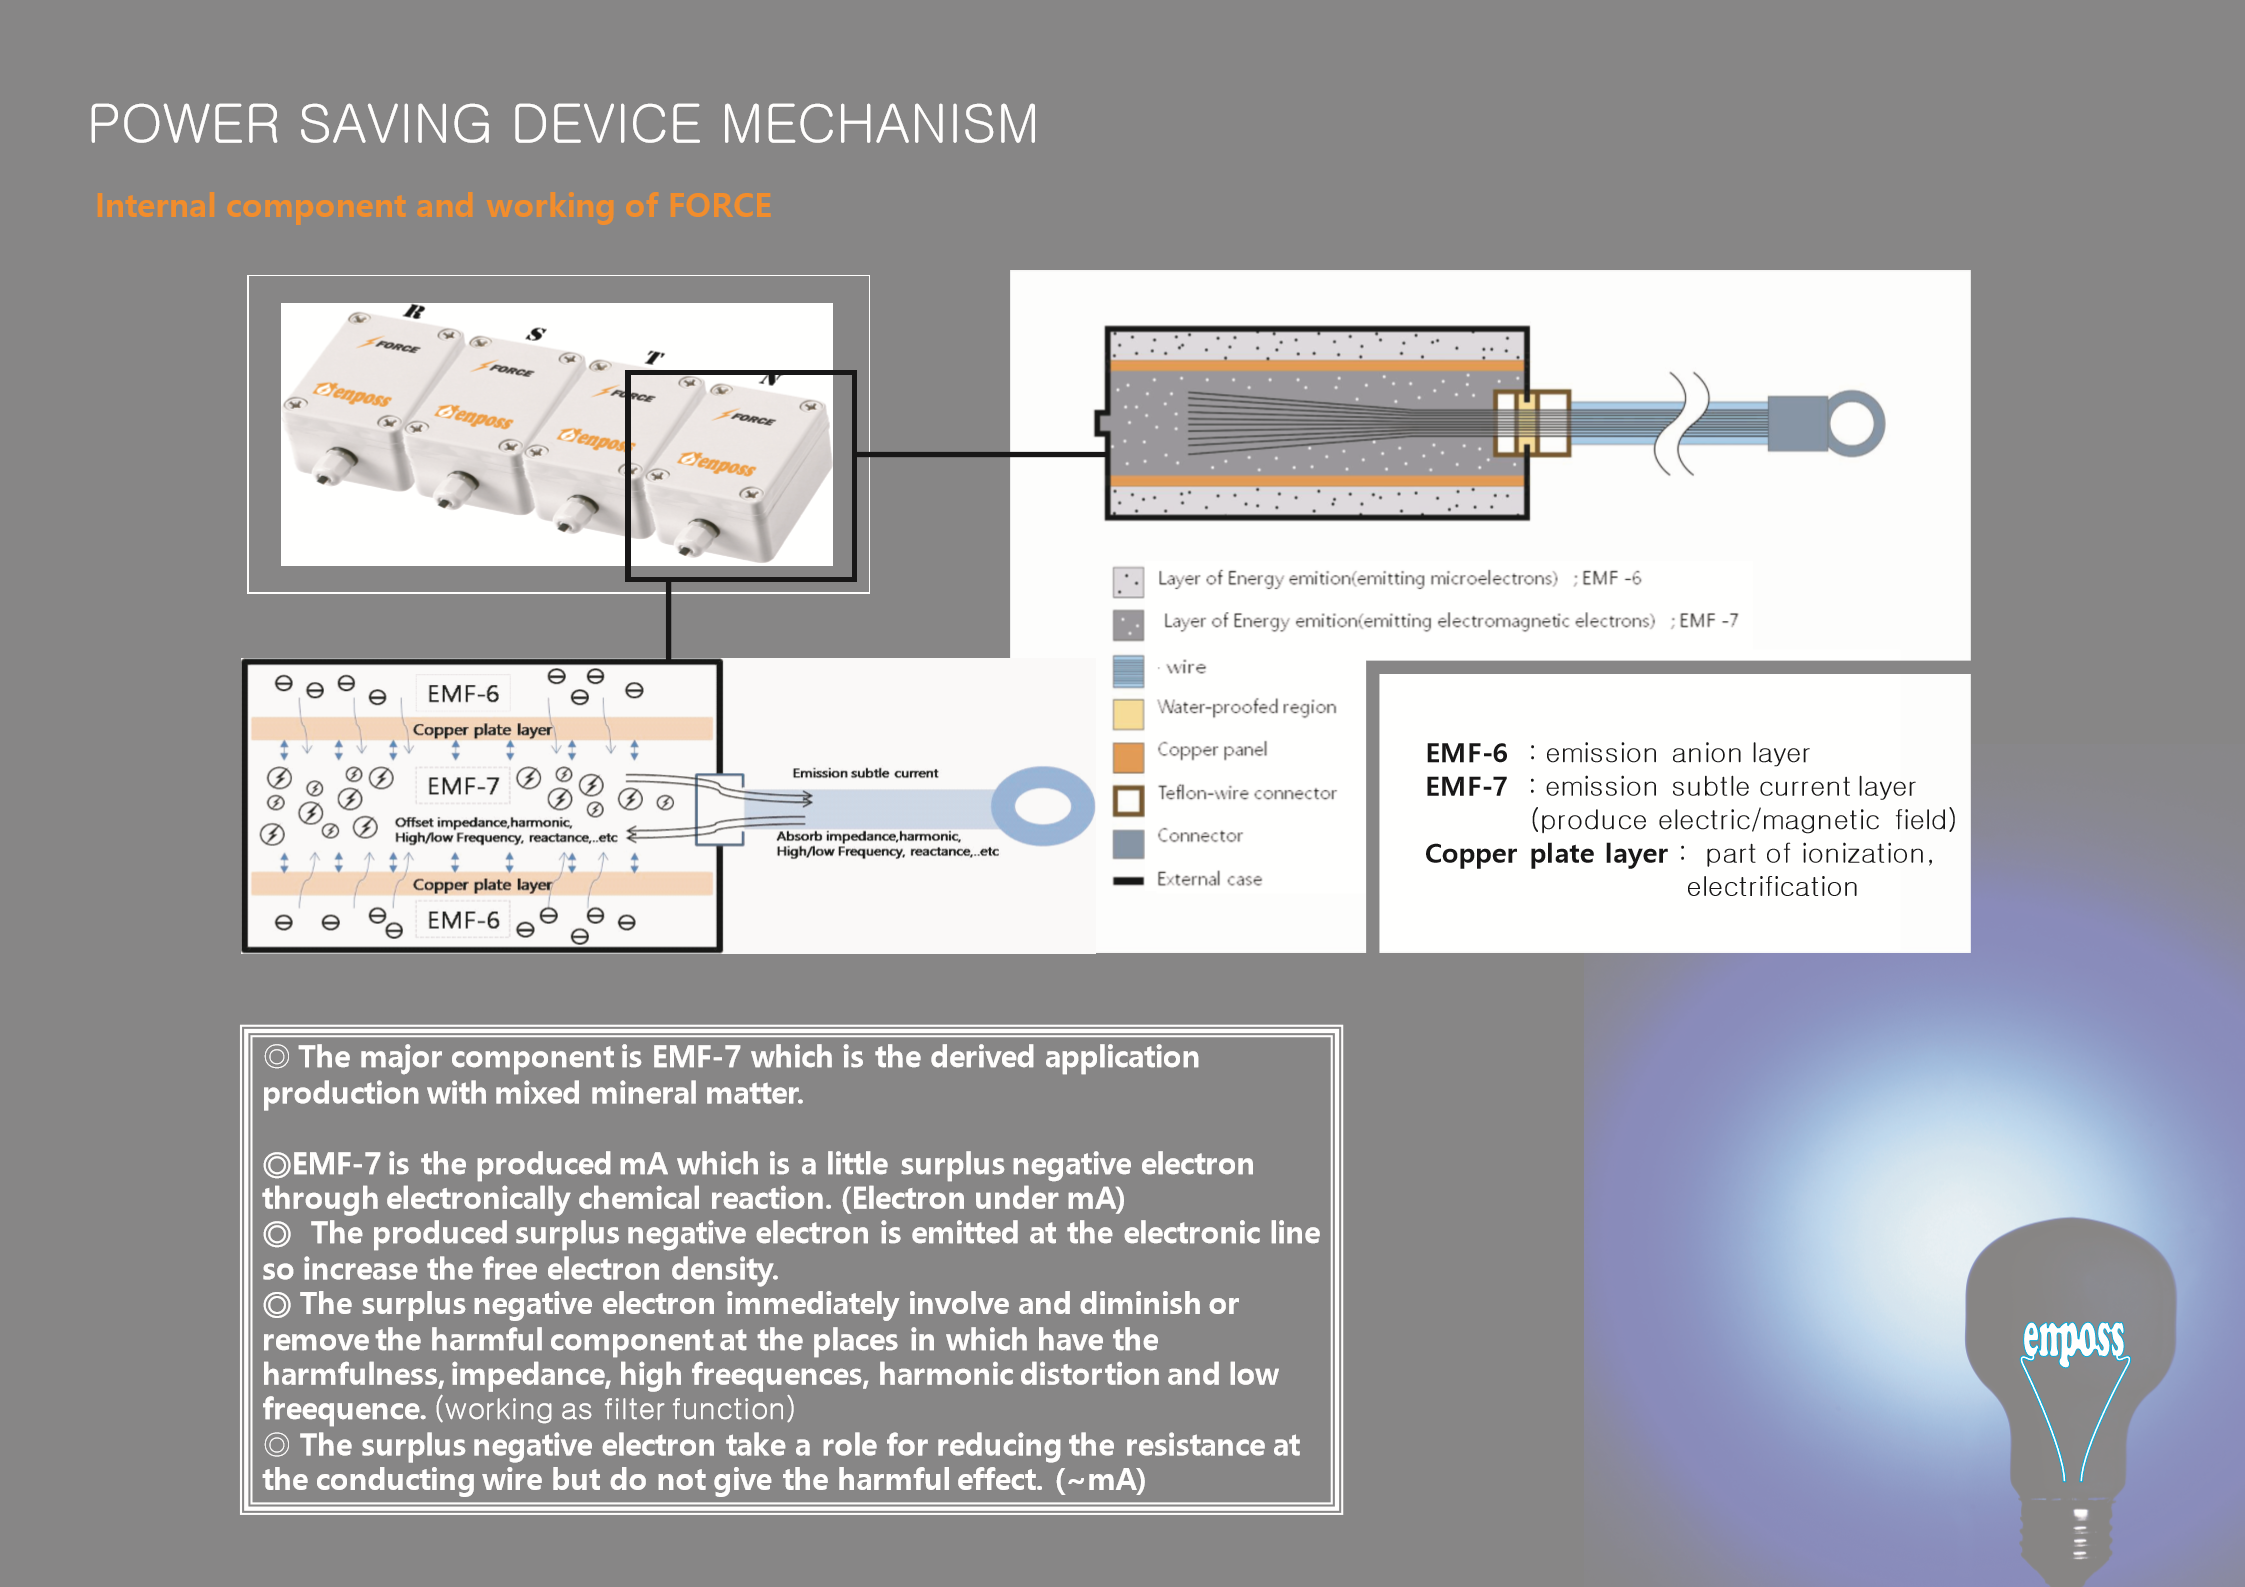 POWER SAVING DEVICE MECHANISM
Internal component and working of FORCE
R
S
T
N
FORCE
enposs
FORCE
enposs
FORCE
enposs
FORCE
enposs
Layer of Energy emition(emitting microelectrons) ; EMF -6
Layer of Energy emition(emitting electromagnetic electrons) ; EMF -7
· wire
Water-proofed region
Copper panel
Teflon-wire connector
Connector
External case
EMF-6
Copper plate layer
EMF-7
Offset impedance,harmonic,
High/low Frequency, reactance,..etc
Copper plate layer
EMF-6
Emission subtle current
Absorb impedance,harmonic,
High/low Frequency, reactance,..etc
EMF-6 : emission anion layer
EMF-7 : emission subtle current layer
(produce electric/magnetic field)
Copper plate layer : part of ionization,
electrification
◎ The major component is EMF-7 which is the derived application
production with mixed mineral matter.
◎EMF-7 is the produced mA which is a little surplus negative electron
through electronically chemical reaction. (Electron under mA)
◎ The produced surplus negative electron is emitted at the electronic line
so increase the free electron density.
◎ The surplus negative electron immediately involve and diminish or
remove the harmful component at the places in which have the
harmfulness, impedance, high freequences, harmonic distortion and low
freequence. (working as filter function)
◎ The surplus negative electron take a role for reducing the resistance at
the conducting wire but do not give the harmful effect. (~mA)
enposs